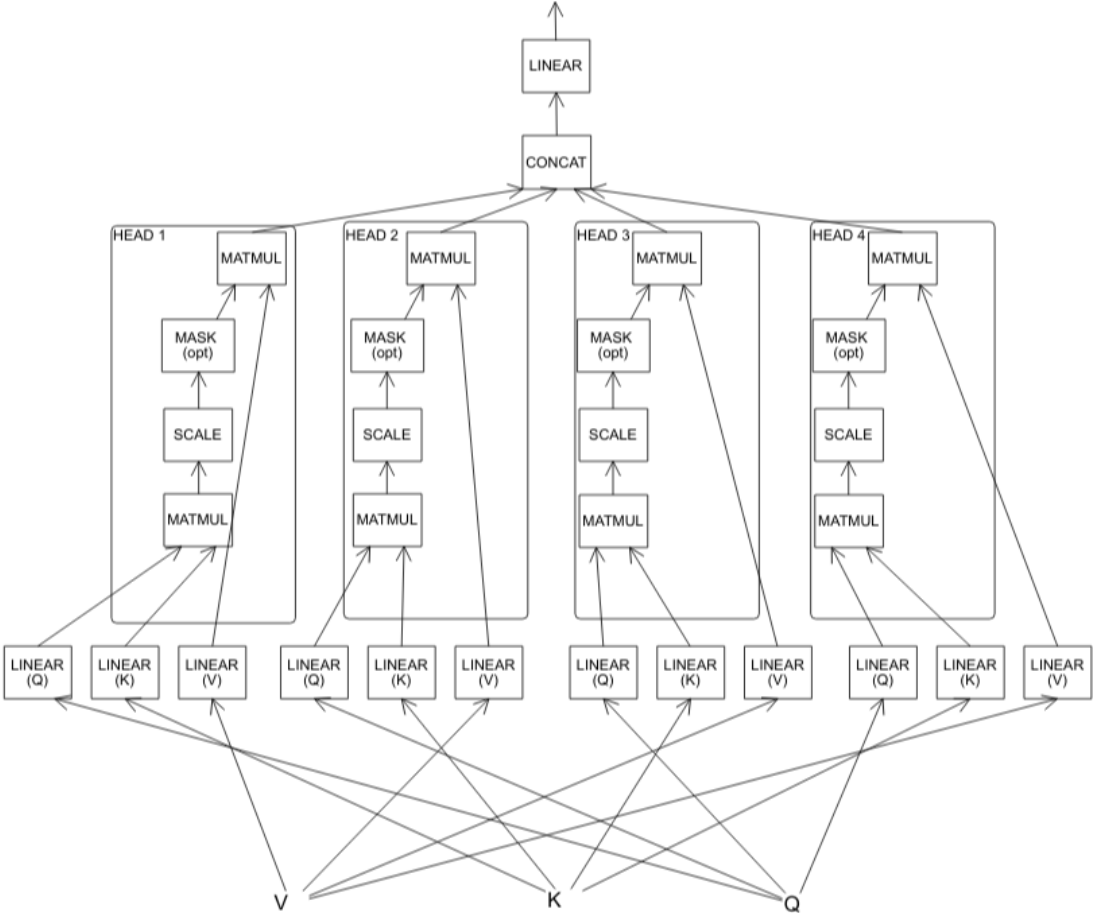 LINEAR
CONCAT
HEAD 1
MATMUL
HEAD 2
MATMUL
HEAD 3
MATMUL
HEAD 4
MATMUL
MASK
(opt)
MASK
(opt)
MASK
(opt)
MASK
(opt)
SCALE
SCALE
SCALE
SCALE
MATMUL
MATMUL
MATMUL
MATMUL
LINEAR
(Q)
LINEAR
(K)
LINEAR
(V)
LINEAR
(Q)
LINEAR
(K)
LINEAR
(V)
LINEAR
(Q)
LINEAR
(K)
LINEAR
(V)
LINEAR
(Q)
LINEAR
(K)
LINEAR
(V)
V
K
Q